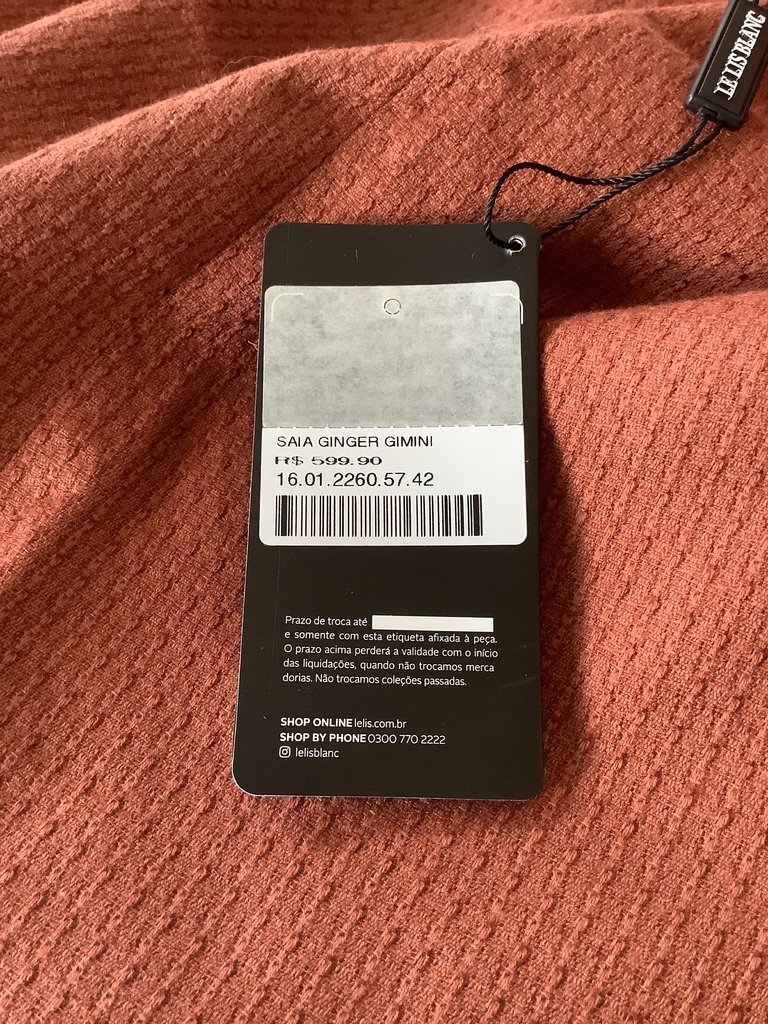 LE LIS BLANC
SAIA GINGER GIMINI
R$ 599.90
16.01.2260.57.42
Prazo de troca até
e somente com esta etiqueta afixada à peça.
O prazo acima perderá a validade com o início
das liquidações, quando não trocamos merca
dorias. Não trocamos coleções passadas.
SHOP ONLINE lelis.com.br
SHOP BY PHONE 0300 770 2222
lelisblanc